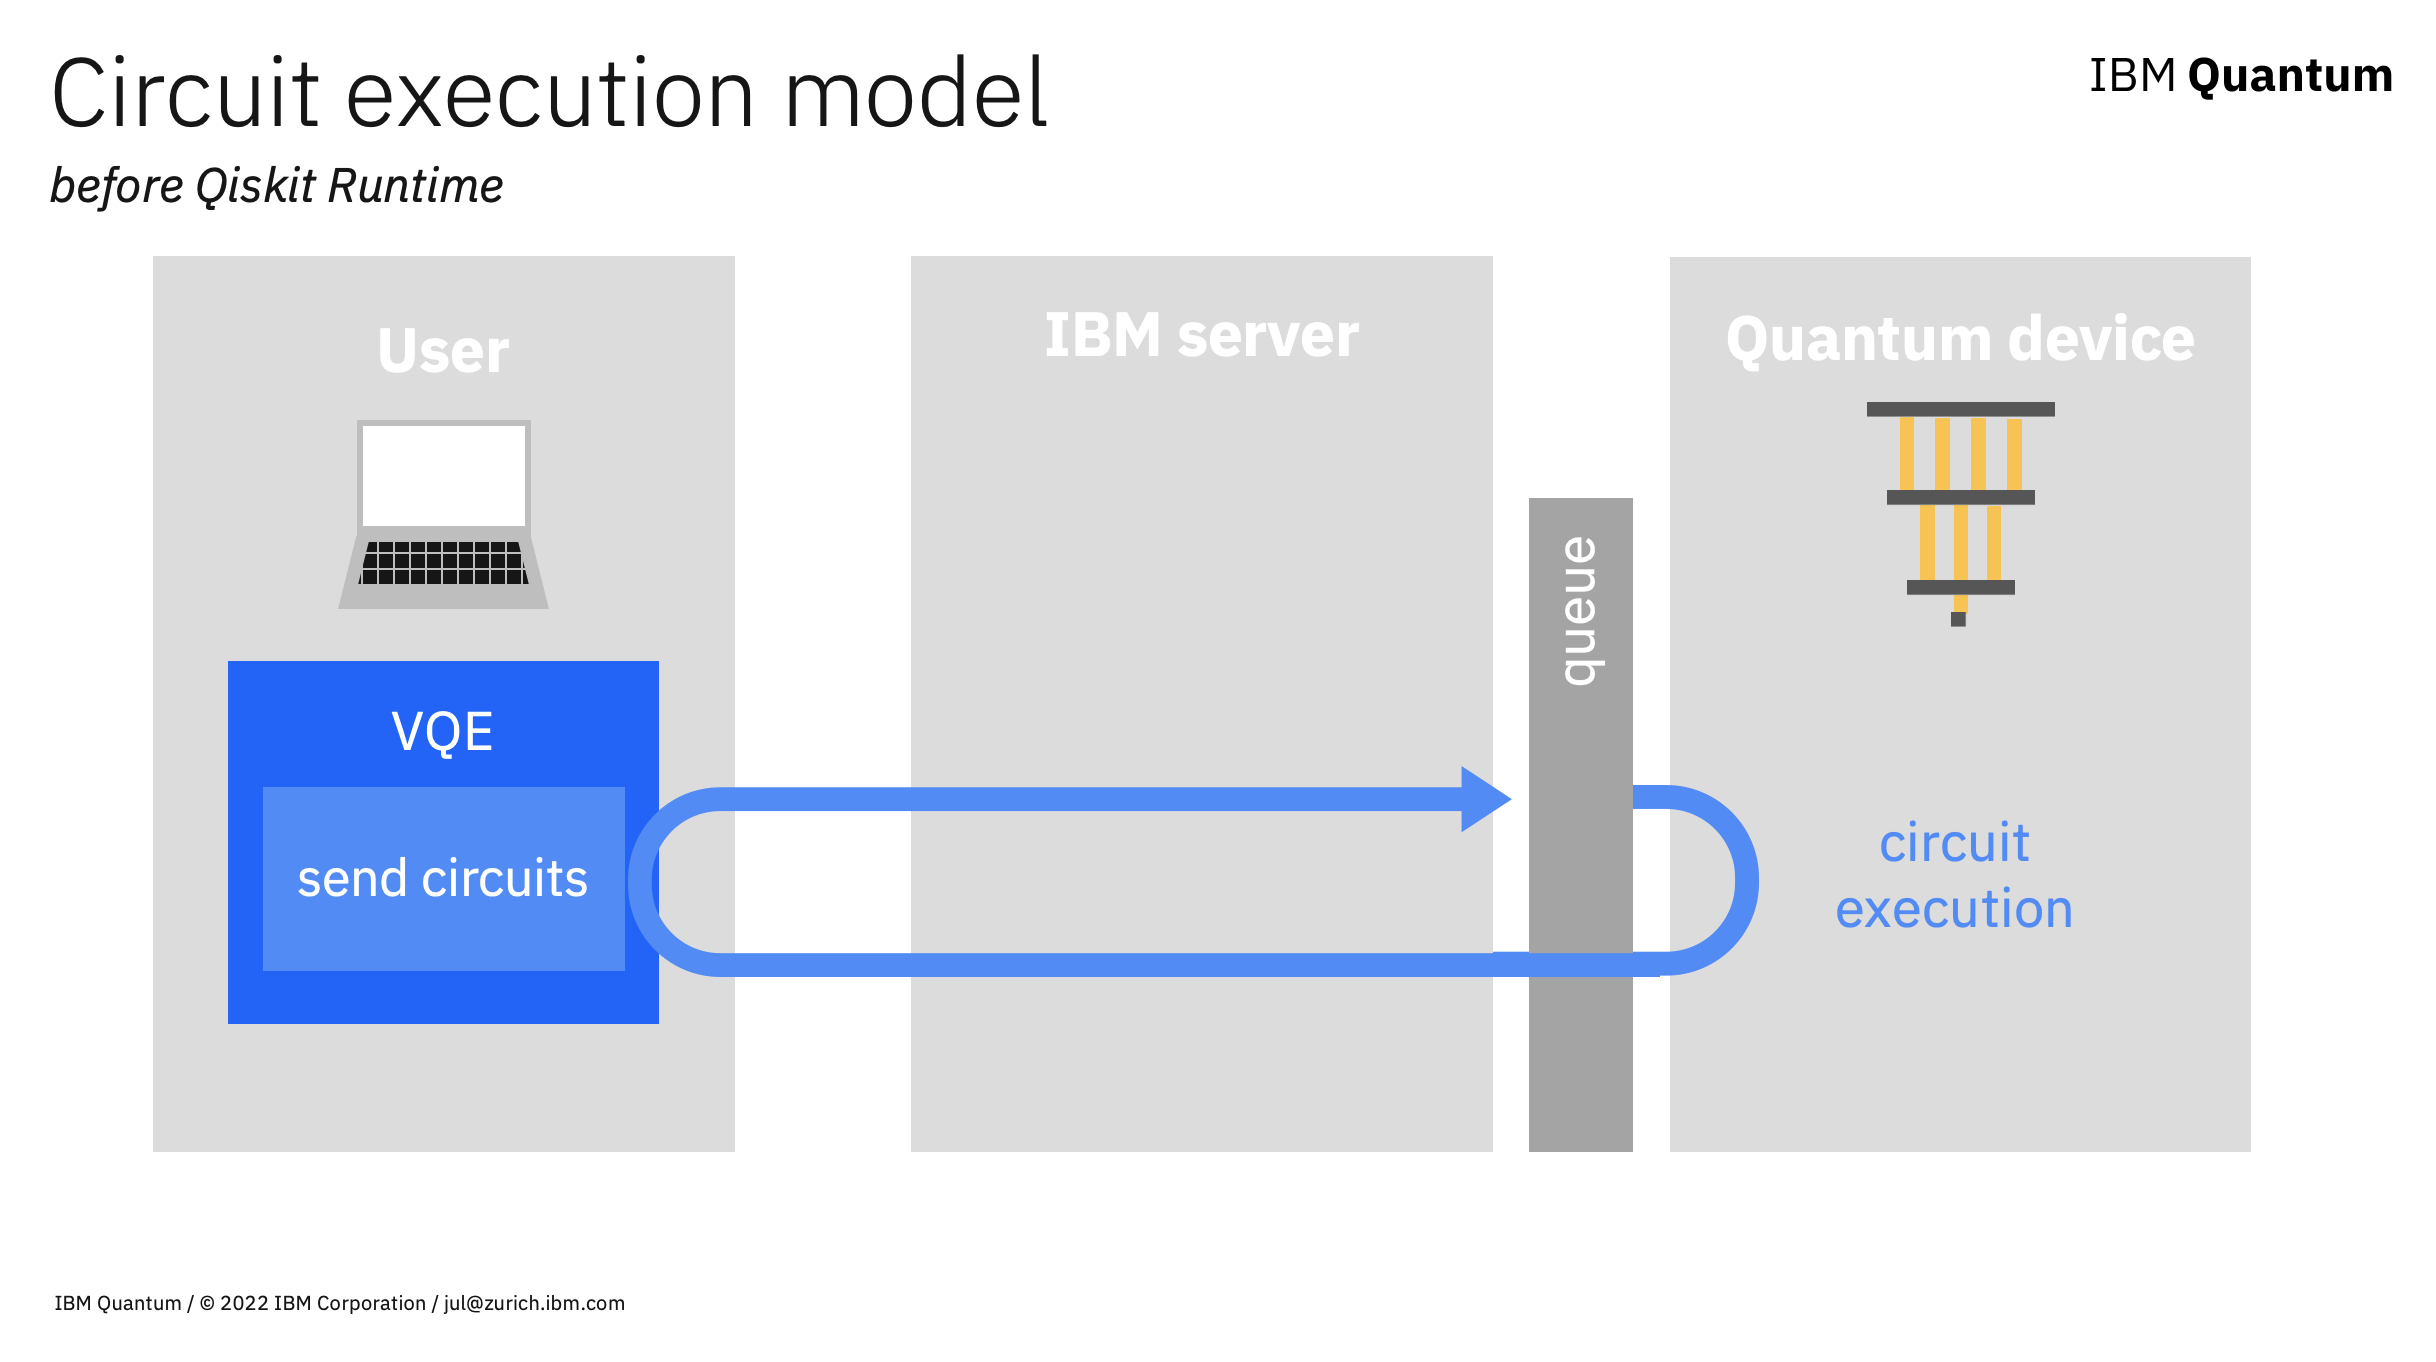 Circuit execution model
IBM Quantum
before Qiskit Runtime
User
IBM server
Quantum device
queue
VQE
send circuits
circuit
execution
IBM Quantum / © 2022 IBM Corporation / jul@zurich.ibm.com